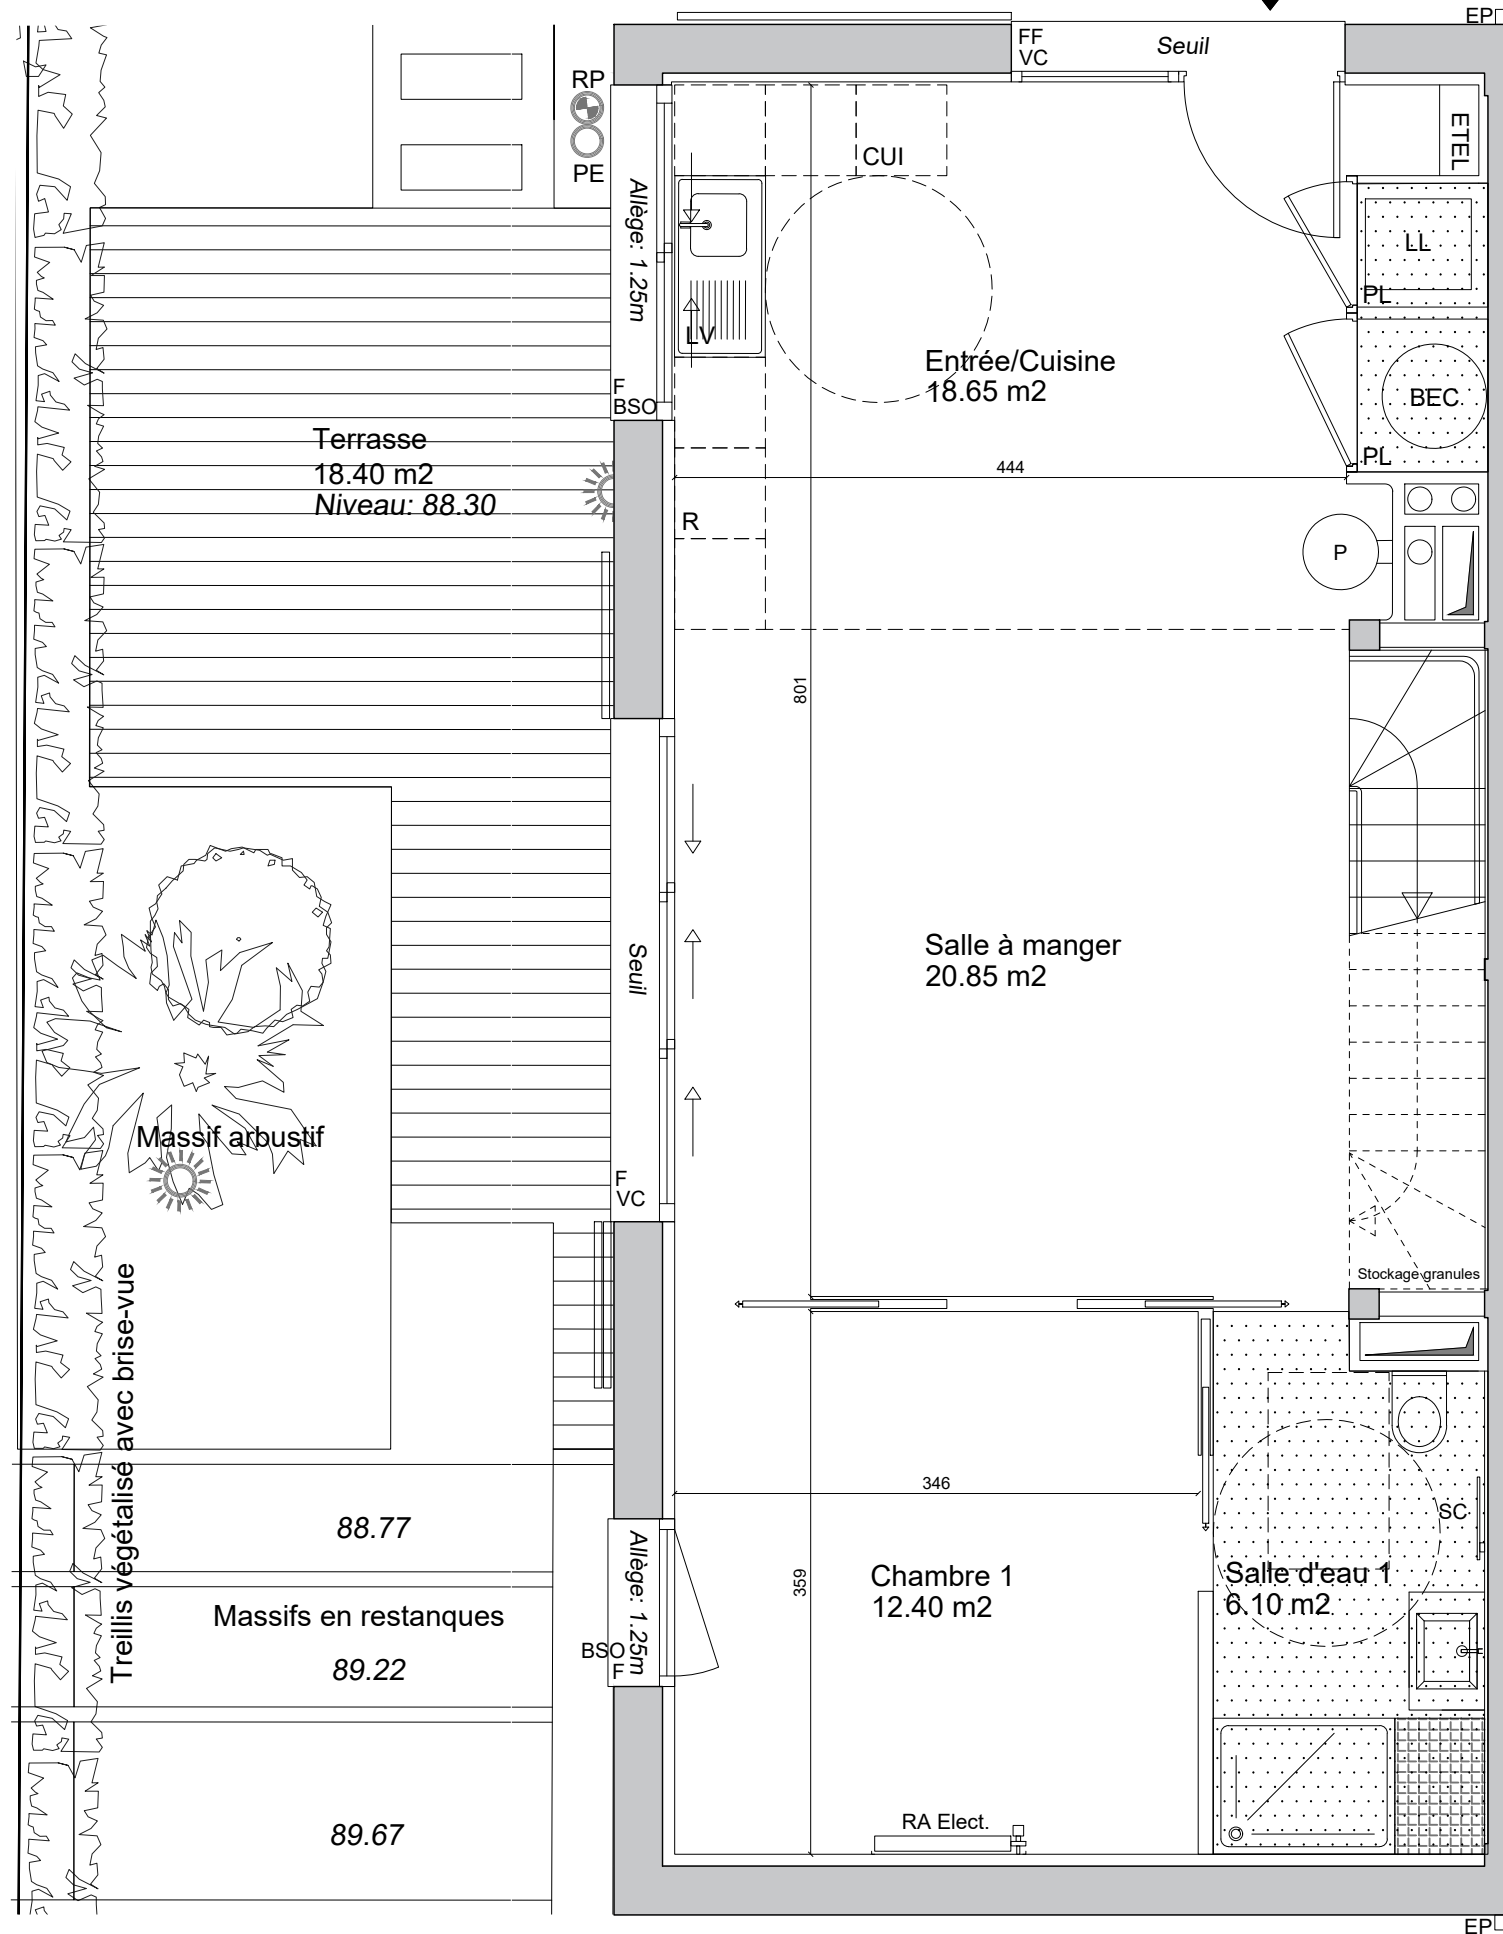 EP
FF
VC
Seuil
RP
PE
ETEL
CUI
Allège: 1.25m
LL
PL
LV
Entrée/Cuisine
18.65 m2
F
BSO
BEC
PL
Terrasse
18.40 m2
Niveau: 88.30
444
R
P
801
Salle à manger
20.85 m2
Seuil
Massif arbustif
F
VC
Stockage granules
Treillis végétalisé avec brise-vue
346
SC
88.77
Allège: 1.25m
359
Chambre 1
12.40 m2
Salle d'eau 1
6.10 m2
Massifs en restanques
BSO
F
89.22
89.67
RA Elect.
EP